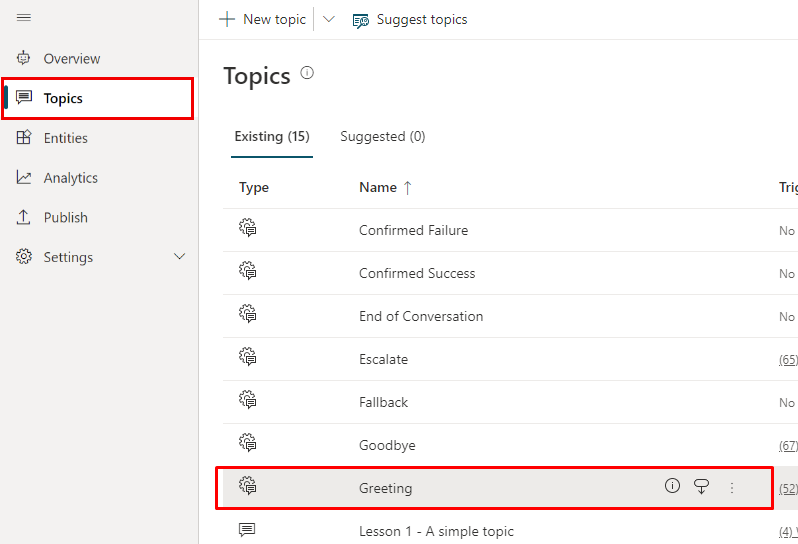 New topic
Suggest topics
Overview
Topics
Entities
Analytics
Publish
Settings
Topics
Existing (15)
Suggested (0)
Type Name ↑ Trig
Confirmed Failure No
Confirmed Success No
End of Conversation No
Escalate (65)
Fallback No
Goodbye (67)
Greeting (52)
Lesson 1 - A simple topic (4)